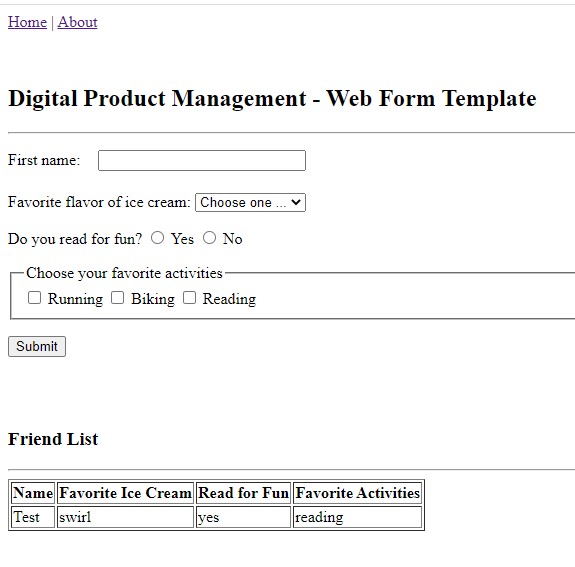 Home | About
Digital Product Management - Web Form Template
First name:
Favorite flavor of ice cream: Choose one ...
Do you read for fun? Yes No
Choose your favorite activities
Running Biking Reading
Submit
Friend List
Name Favorite Ice Cream Read for Fun Favorite Activities
Test swirl yes reading